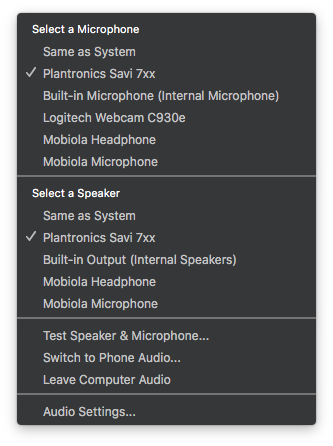 Select a Microphone
Same as System
Plantronics Savi 7xx
Built-in Microphone (Internal Microphone)
Logitech Webcam C930e
Mobiola Headphone
Mobiola Microphone
Select a Speaker
Same as System
Plantronics Savi 7xx
Built-in Output (Internal Speakers)
Mobiola Headphone
Mobiola Microphone
Test Speaker & Microphone...
Switch to Phone Audio...
Leave Computer Audio
Audio Settings...